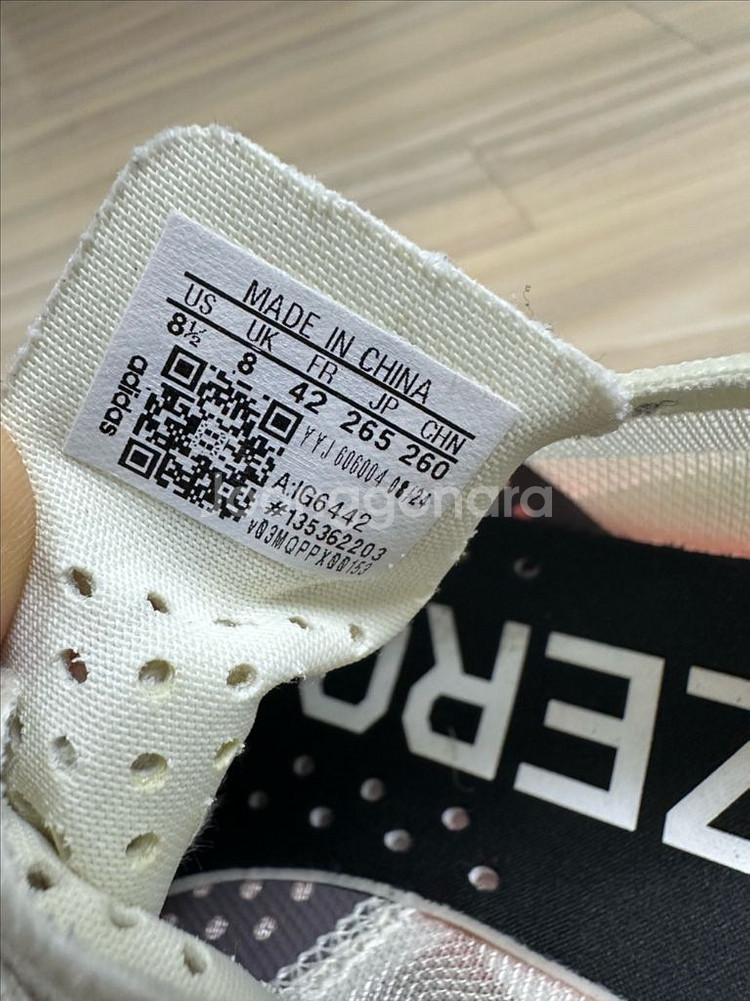 MADE IN CHINA
US UK FR JP CHN
8½ 8 42 265 260
adidas
YYJ 606004 08/24
A:IG6442
#135362203
ZERO